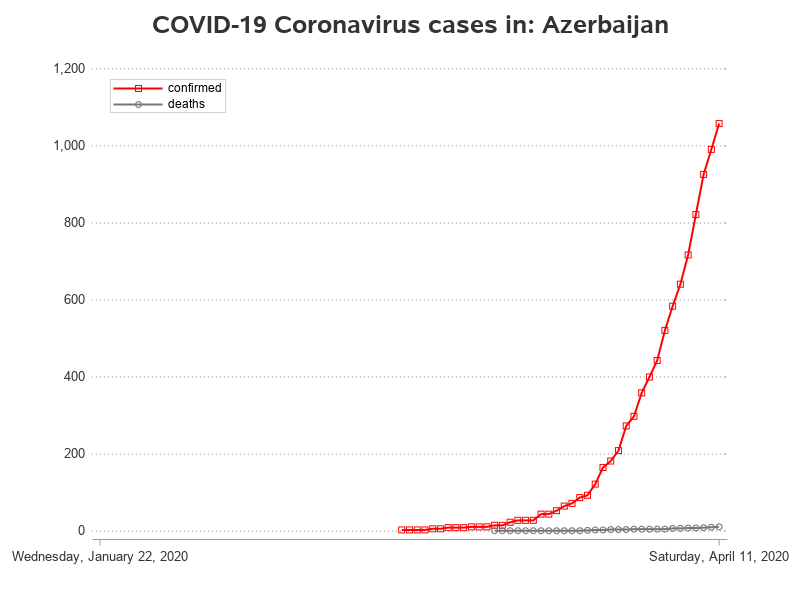 COVID-19 Coronavirus cases in: Azerbaijan
1,200
confirmed
deaths
1,000
800
600
400
200
0
Wednesday, January 22, 2020 Saturday, April 11, 2020